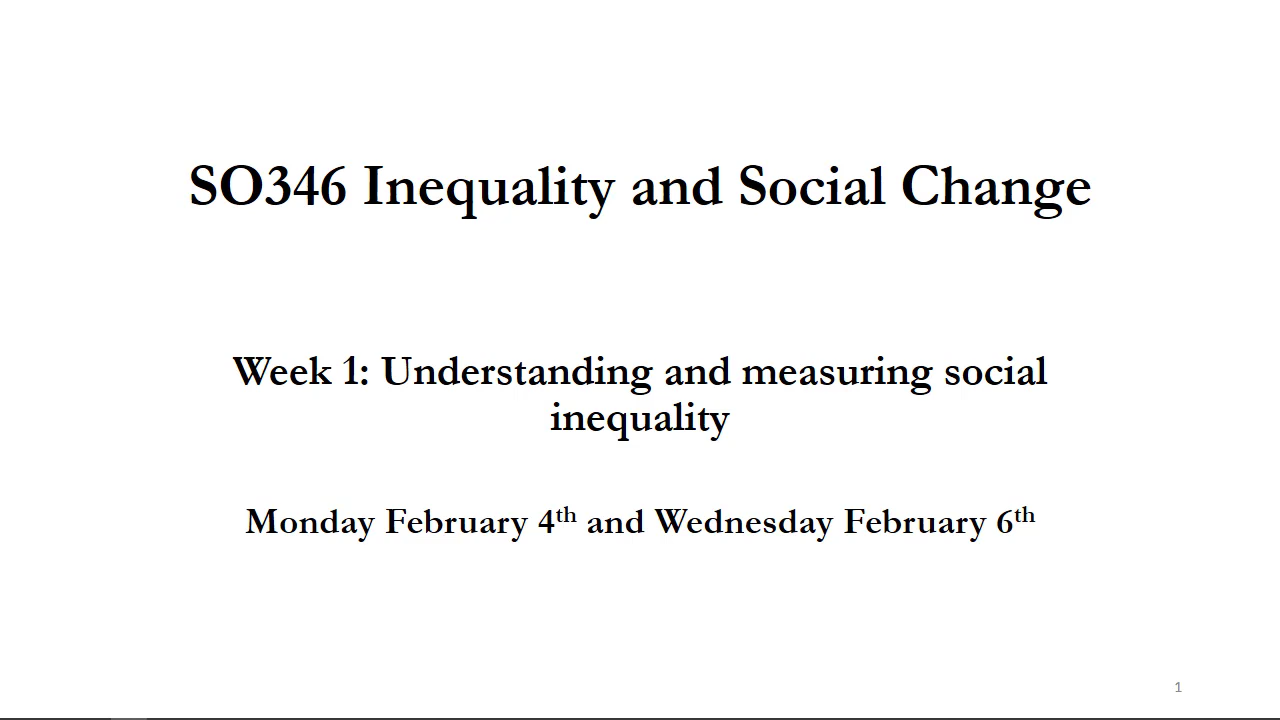 SO346 Inequality and Social Change
Week 1: Understanding and measuring social
inequality
Monday February 4th and Wednesday February 6th
1